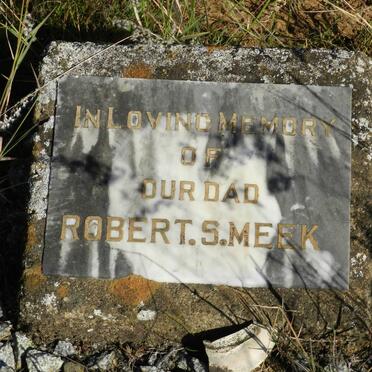 IN LOVING MEMORY
OF
OUR DAD
ROBERT. S. MEEK